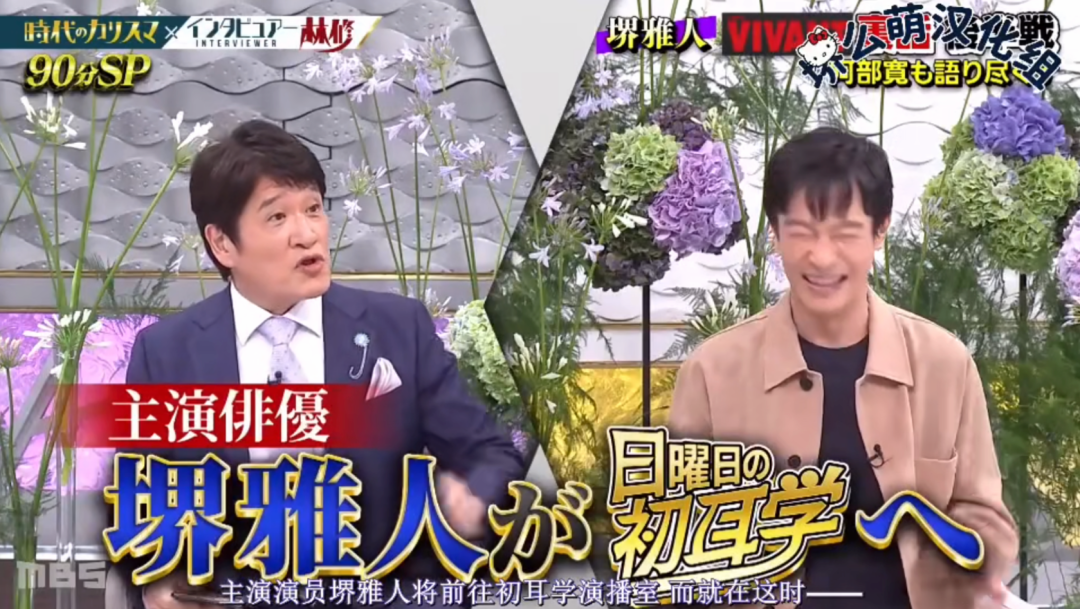 時代のカリスマ×インタビュアー林修
INTERVIEWER
90分SP
堺雅人 VIVANT
公萌汉化组
阿部寛も語り尽
主演俳優
堺雅人が日曜日の初耳学へ
主演演员堺雅人将前往初耳学演播室 而就在这时——
MBS